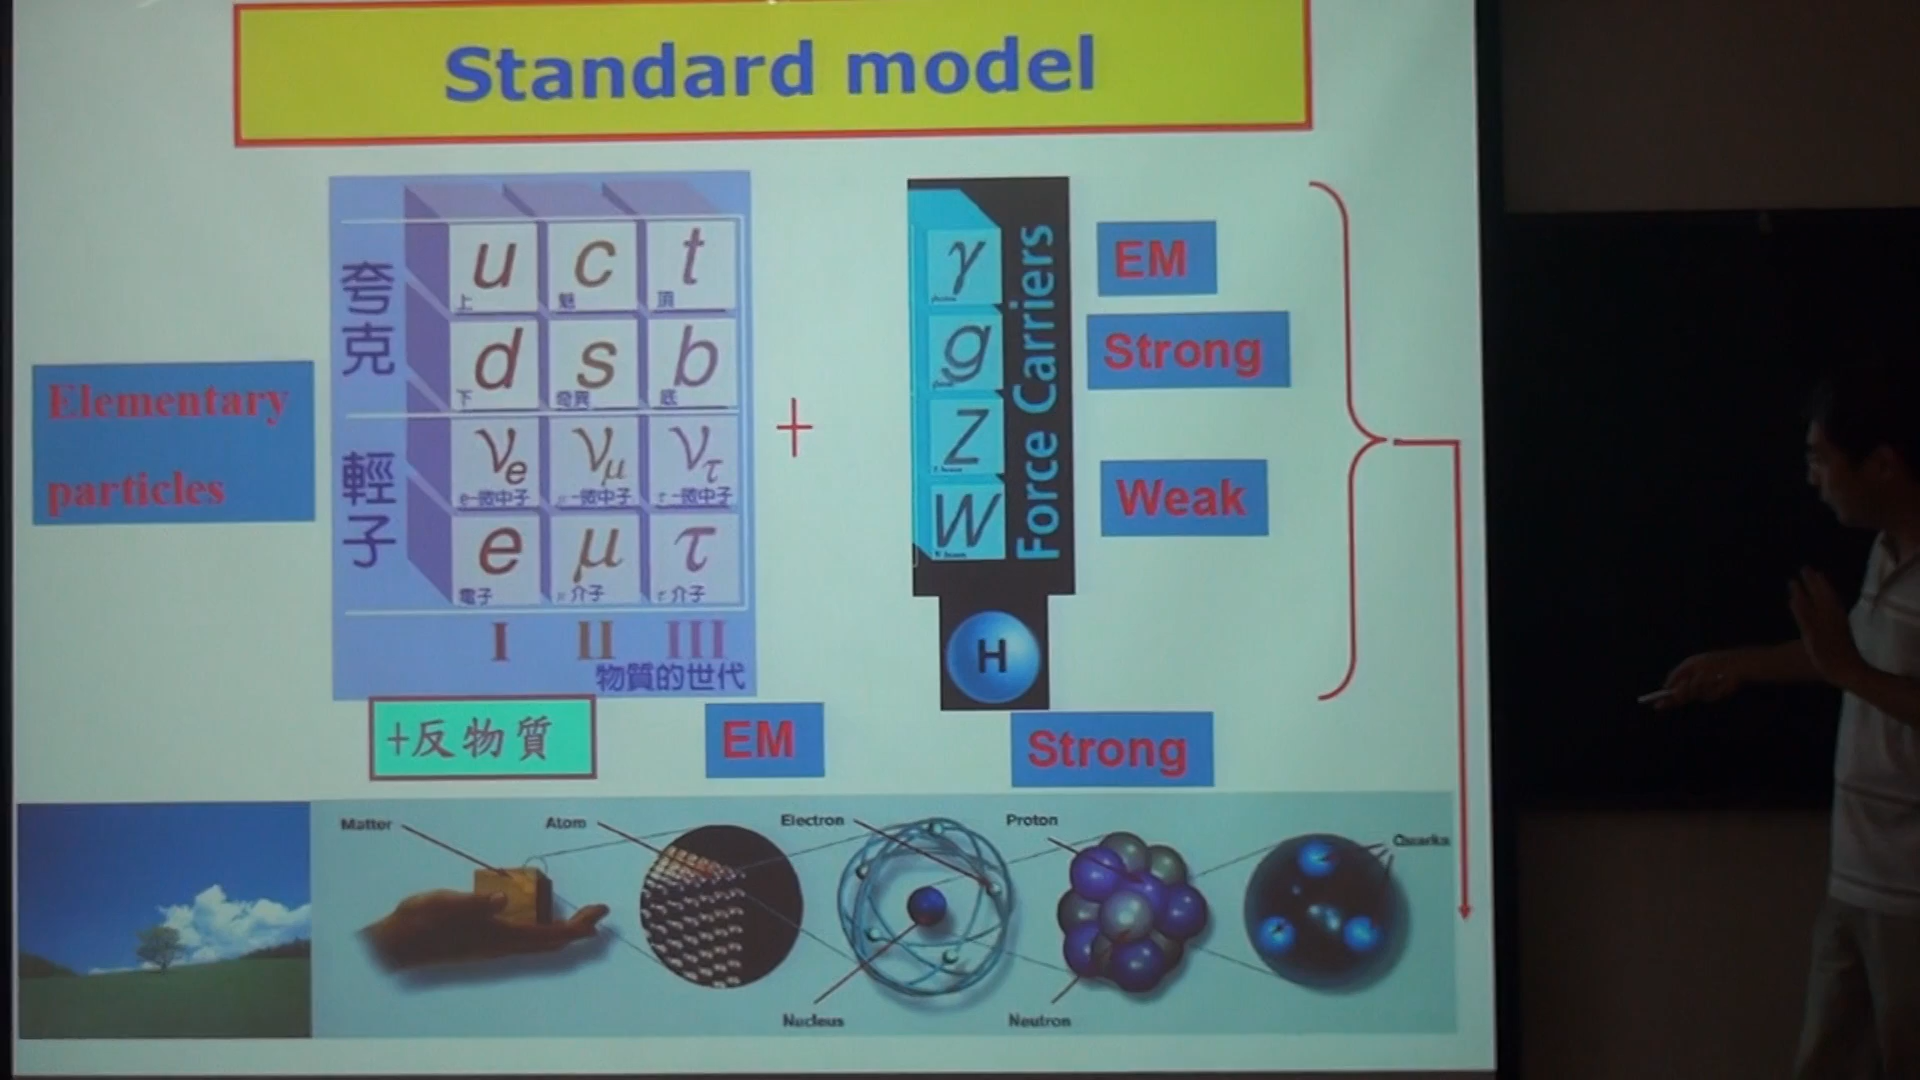 Standard model
夸克
u
上
c
魅
t
頂
d
下
s
奇異
b
底
輕子
νe
e-微中子
νμ
μ-微中子
ντ
τ-微中子
e
電子
μ
μ介子
τ
τ介子
I II III
物質的世代
Elementary
particles
+
γ
g
Z
W
Force Carriers
H
EM
Strong
Weak
+反物質
EM
Strong
Matter
Atom
Electron
Proton
Quarks
Nucleus
Neutron